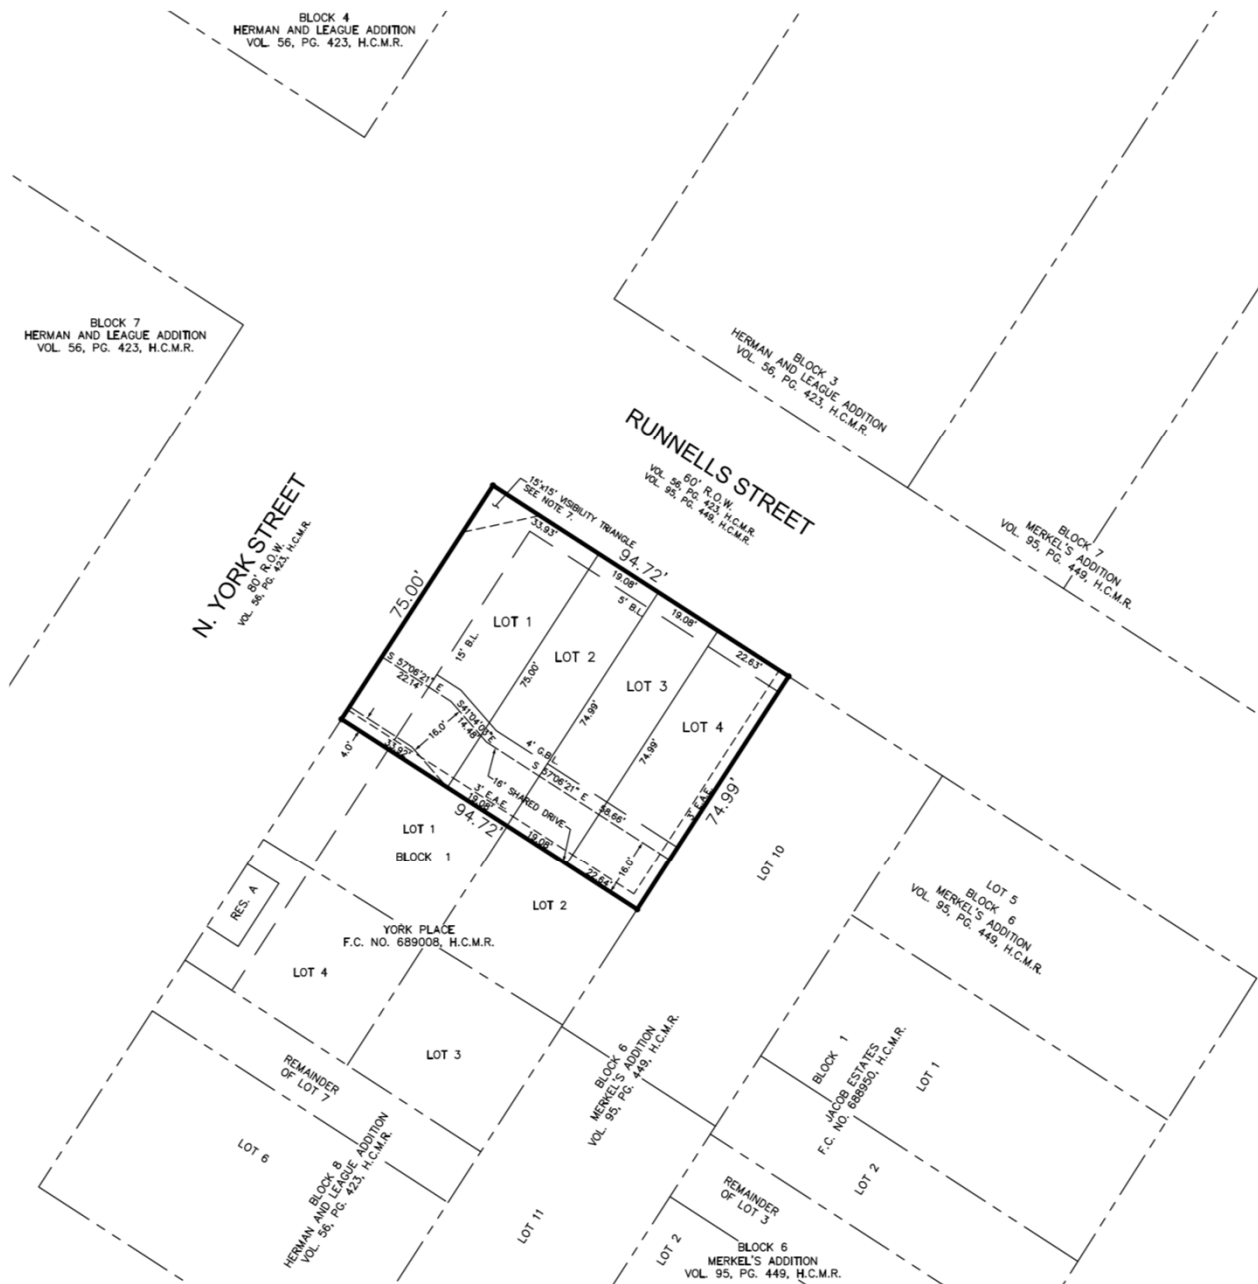 BLOCK 4
HERMAN AND LEAGUE ADDITION
VOL. 56, PG. 423, H.C.M.R.
BLOCK 7
HERMAN AND LEAGUE ADDITION
VOL. 56, PG. 423, H.C.M.R.
BLOCK 3
HERMAN AND LEAGUE ADDITION
VOL. 56, PG. 423, H.C.M.R.
RUNNELLS STREET
60' R.O.W.
VOL. 56, PG. 423, H.C.M.R.
VOL. 95, PG. 449, H.C.M.R.
BLOCK 7
MERKEL'S ADDITION
VOL. 95, PG. 449, H.C.M.R.
N. YORK STREET
80' R.O.W.
VOL. 56, PG. 423, H.C.M.R.
15'x15' VISIBILITY TRIANGLE
SEE NOTE 7.
33.93'
94.72'
19.08'
5' B.L.
19.08'
22.63'
75.00'
LOT 1
LOT 2
LOT 3
LOT 4
15' B.L.
75.00'
74.99'
74.99'
S 57°06'21" E
22.14'
S41°04'03"E
14.48'
16.0'
4' G.B.L.
S 57°06'21" E
58.66'
16' SHARED DRIVE
3' E.A.E.
3' E.A.E.
74.99'
4.0'
33.92'
19.08'
94.72'
19.08'
22.64'
16.0'
LOT 1
BLOCK 1
LOT 2
YORK PLACE
F.C. NO. 689008, H.C.M.R.
RES. A
LOT 4
LOT 3
LOT 10
LOT 5
BLOCK 6
MERKEL'S ADDITION
VOL. 95, PG. 449, H.C.M.R.
BLOCK 6
MERKEL'S ADDITION
VOL. 95, PG. 449, H.C.M.R.
BLOCK 1
JACOB ESTATES
F.C. NO. 688950, H.C.M.R.
LOT 1
LOT 2
REMAINDER
OF LOT 7
LOT 6
BLOCK 8
HERMAN AND LEAGUE ADDITION
VOL. 56, PG. 423, H.C.M.R.
LOT 11
REMAINDER
OF LOT 3
LOT 2
BLOCK 6
MERKEL'S ADDITION
VOL. 95, PG. 449, H.C.M.R.